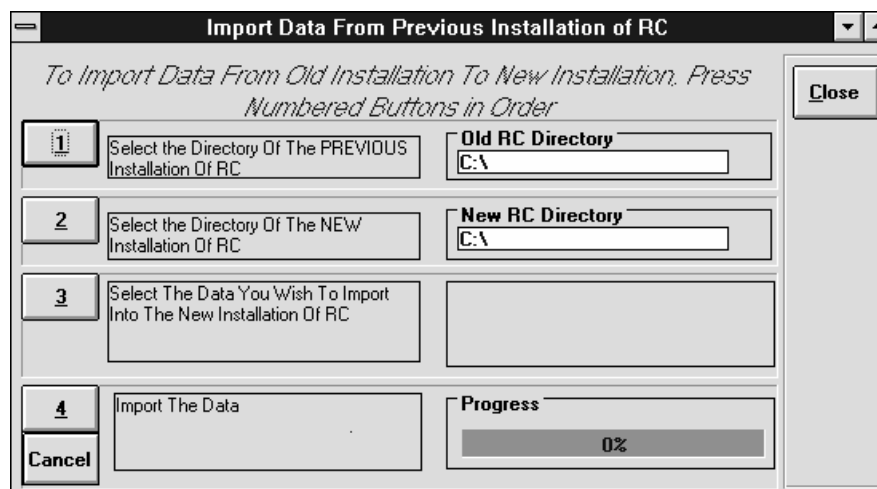 Import Data From Previous Installation of RC
To Import Data From Old Installation To New Installation, Press
Numbered Buttons in Order
Close
1
Select the Directory Of The PREVIOUS
Installation Of RC
Old RC Directory
C:\
2
Select the Directory Of The NEW
Installation Of RC
New RC Directory
C:\
3
Select The Data You Wish To Import
Into The New Installation Of RC
4
Import The Data
Progress
0%
Cancel